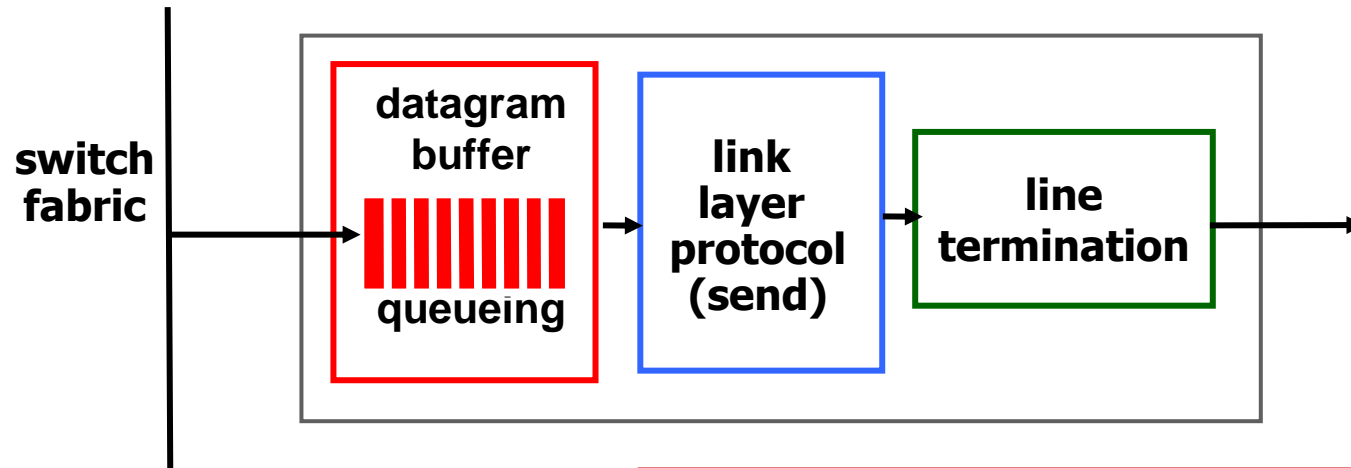 switch
fabric
datagram
buffer
queueing
link
layer
protocol
(send)
line
termination